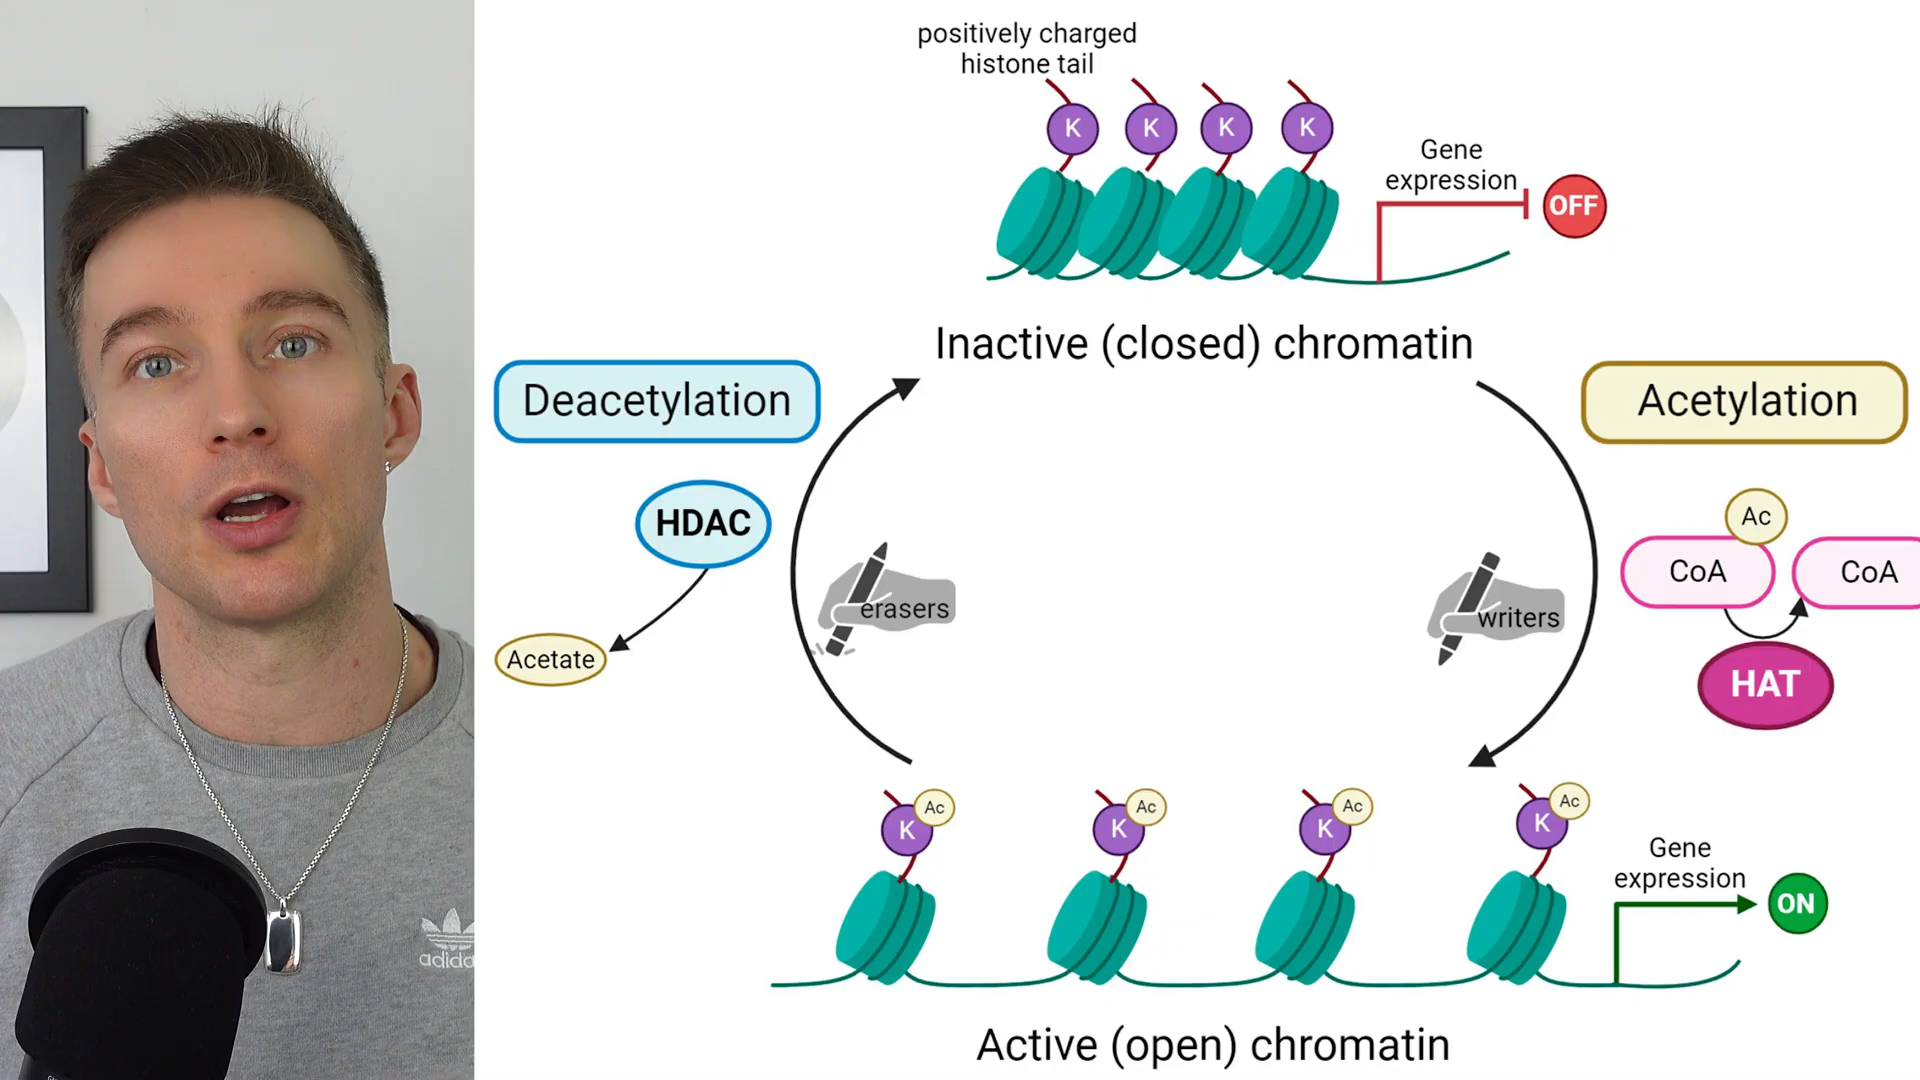 positively charged
histone tail
K
K
K
K
Gene
expression
OFF
Inactive (closed) chromatin
Deacetylation
Acetylation
HDAC
Ac
CoA
CoA
erasers
writers
Acetate
HAT
K
Ac
K
Ac
K
Ac
K
Ac
Gene
expression
ON
adida
Active (open) chromatin